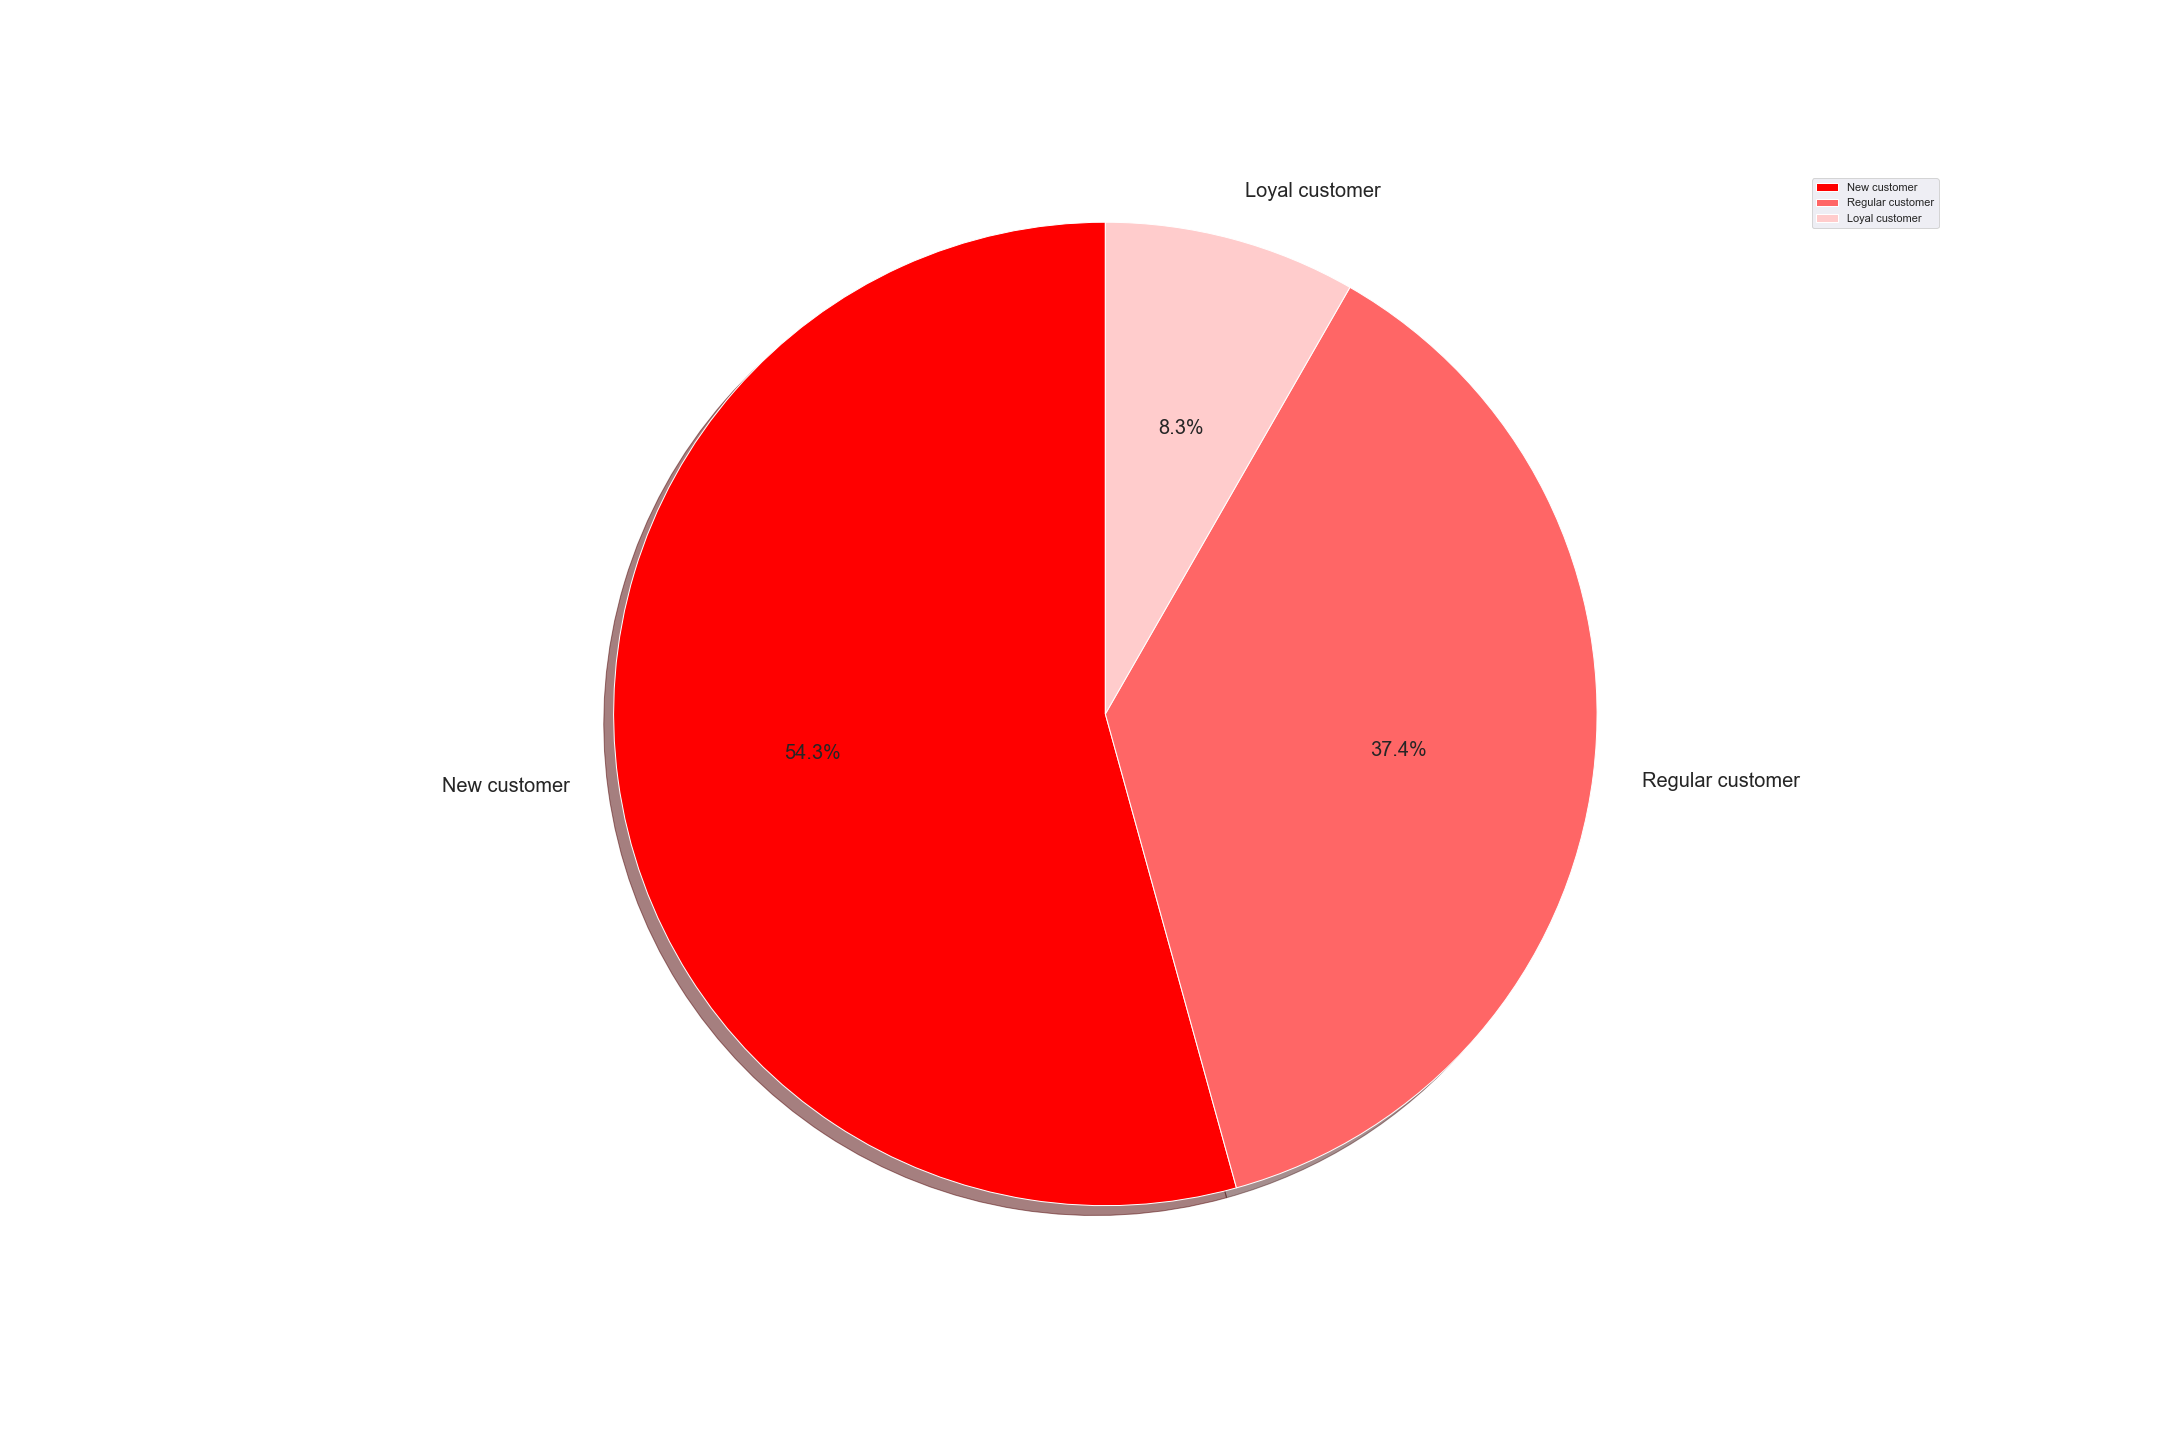 Loyal customer
New customer
Regular customer
Loyal customer
8.3%
54.3%
37.4%
New customer
Regular customer